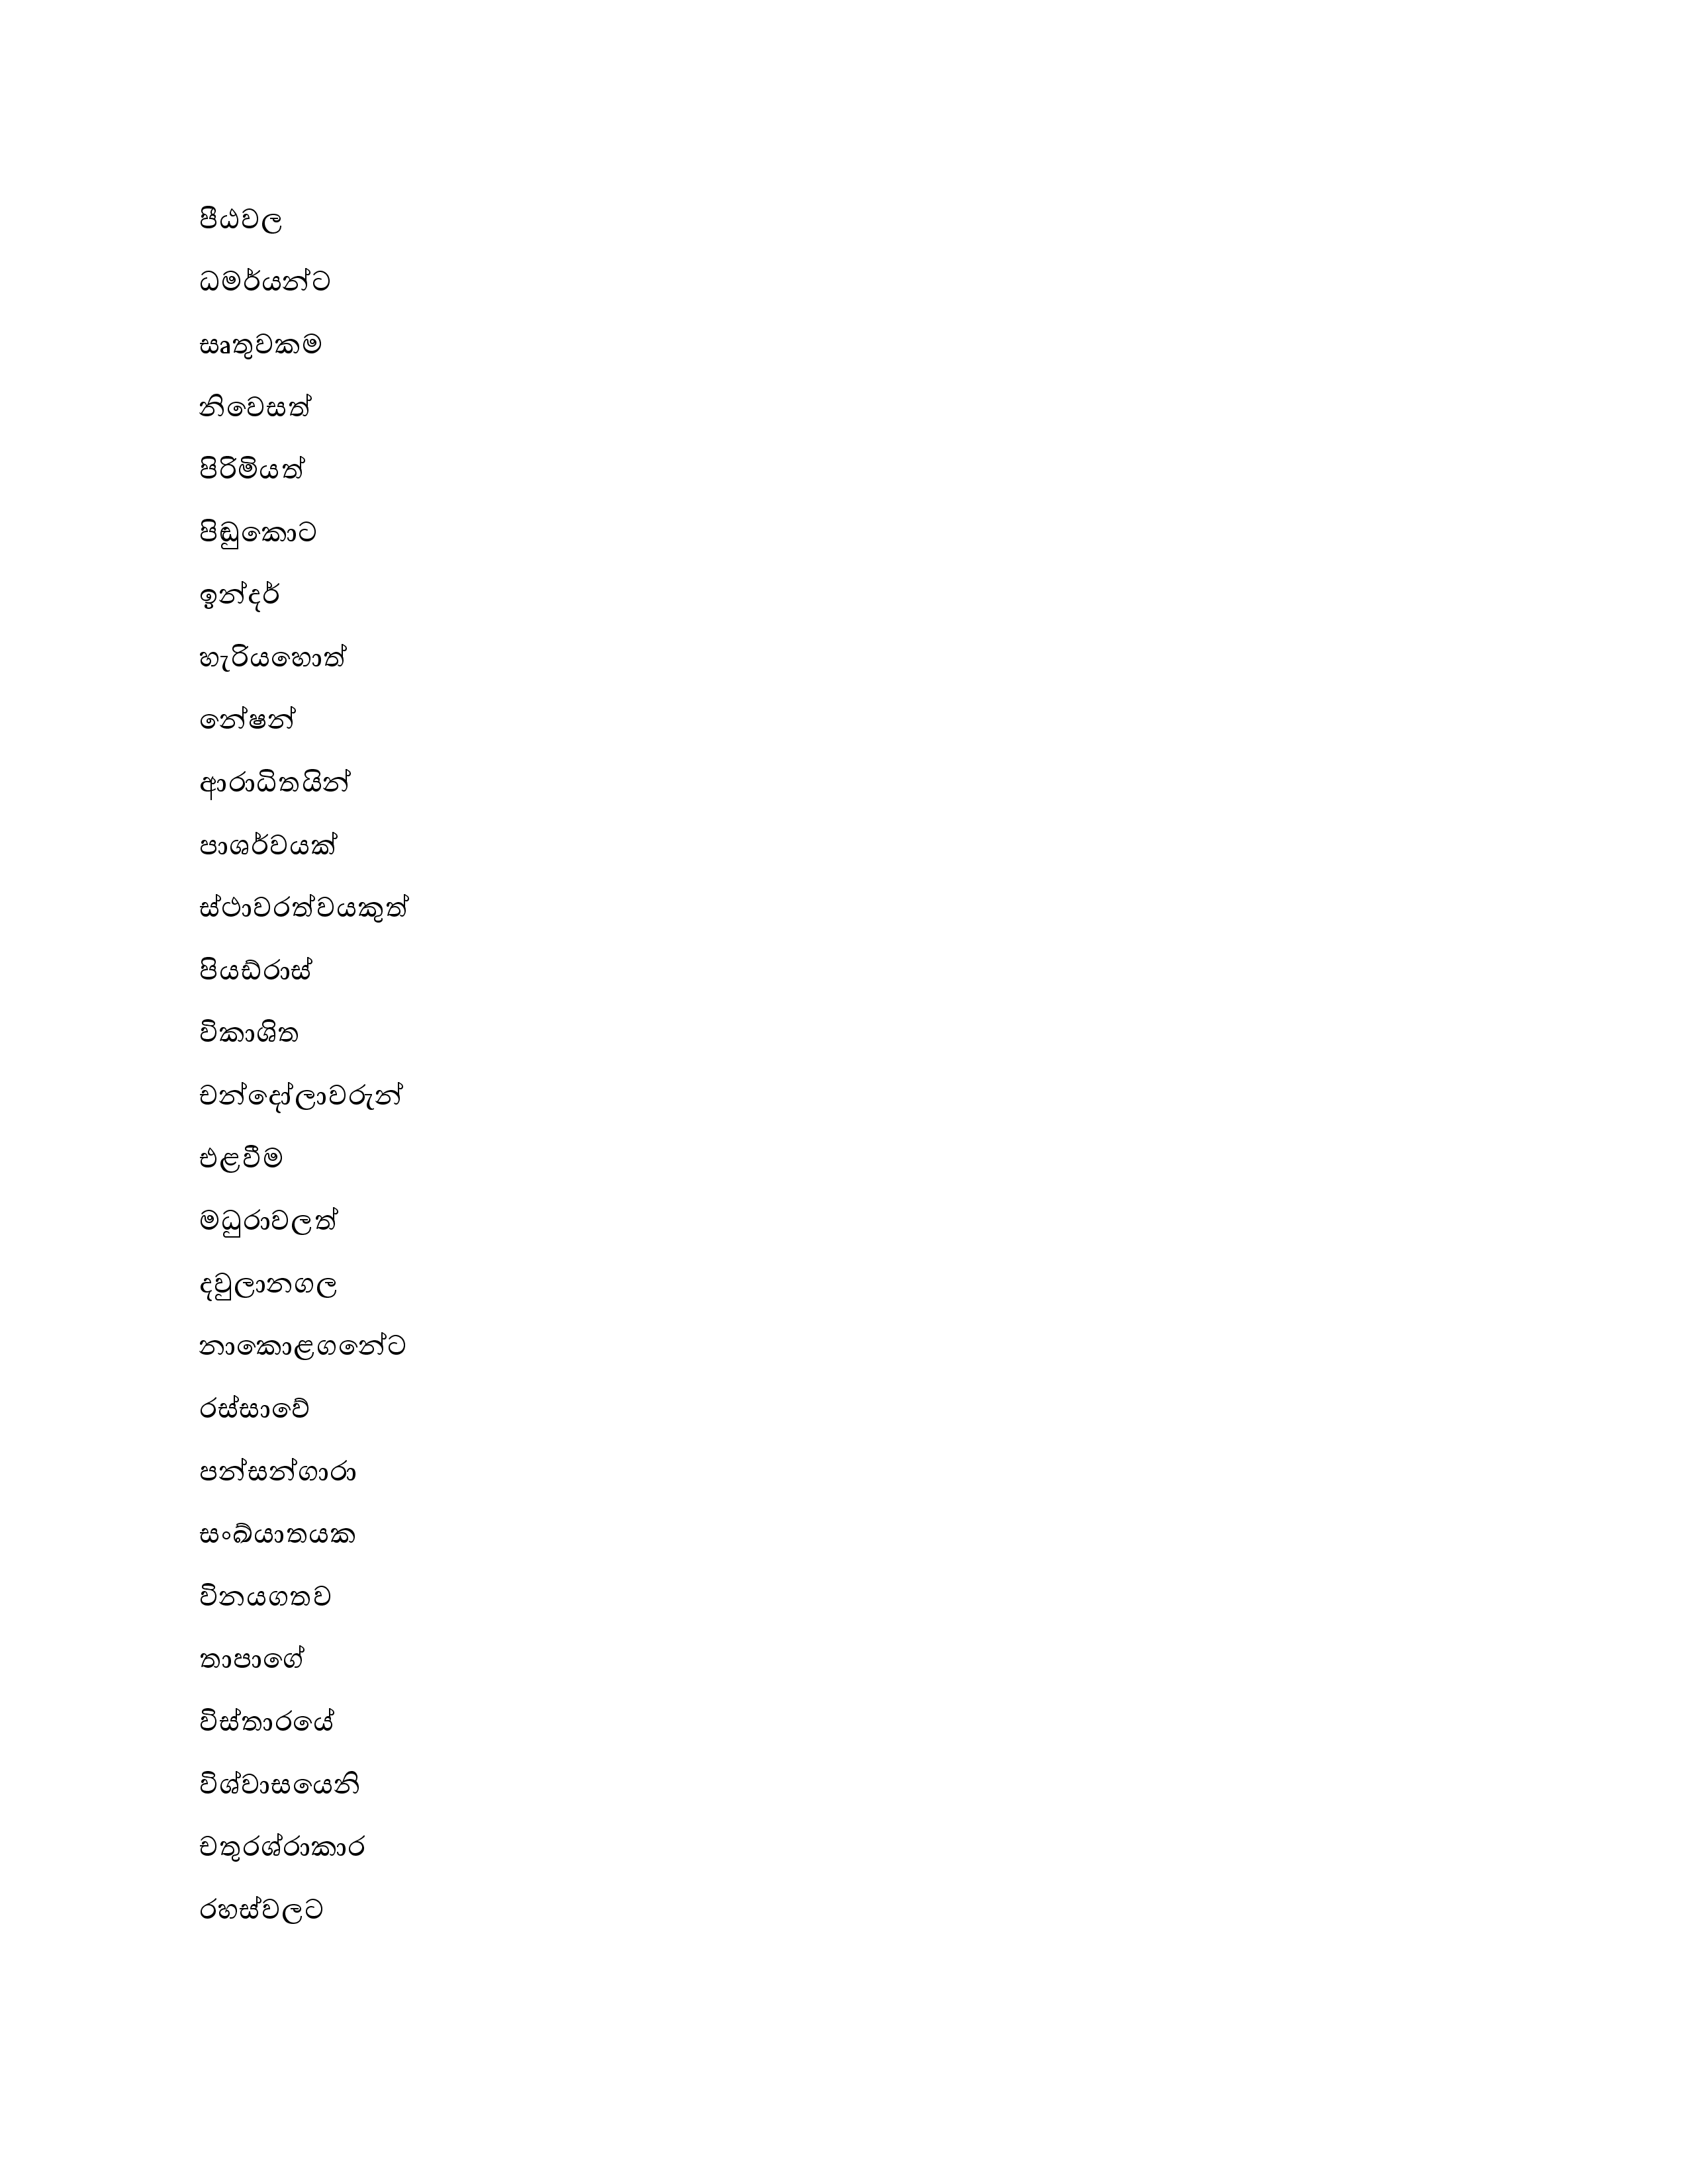 පීඨවල
ධමර්යන්ට
සෘතුවකම
නිවෙසත්
පිරිමියත්
පිඬුකොට
ඉන්දර්
හැරියහොත්
නේෂන්
ආරාධිතයින්
පාශර්වයක්
ස්ථාවරත්වයකුත්
පියඩ්රාස්
විකාශිත
චන්දෝලාවරුන්
එළවීම
මධුරාවලත්
දවුලානගල
නාකොළගනේට
රස්සාවේ
පන්සන්ගාරා
සංඛ්යාතයක
විනයගතව
තාපාගේ
විස්තාරයේ
විශ්වාසයෙනි
චතුරශ්රාකාර
රහස්වලට